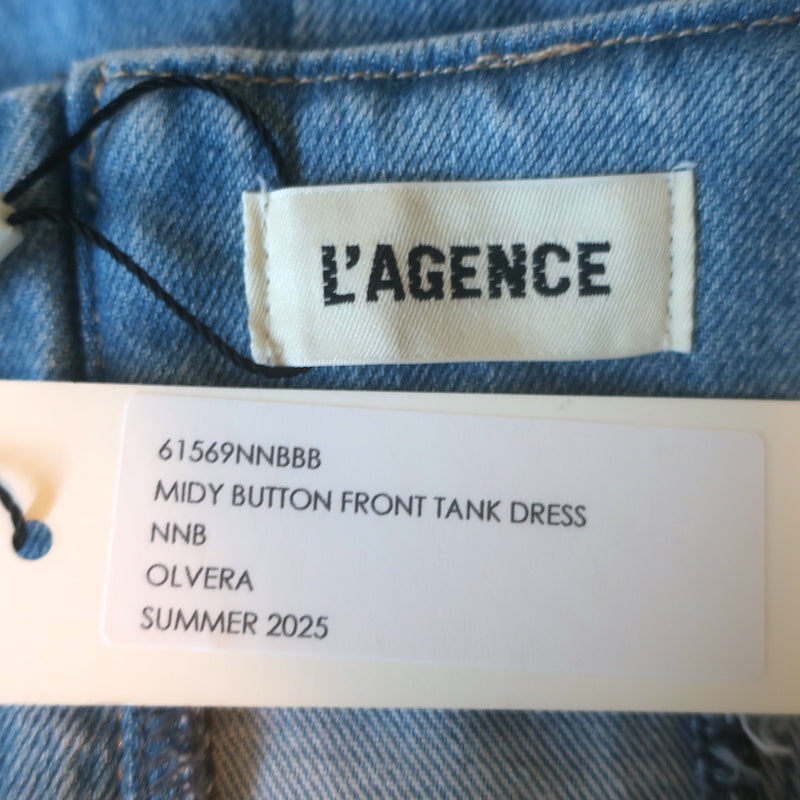 L'AGENCE
61569NNBBB
MIDY BUTTON FRONT TANK DRESS
NNB
OLVERA
SUMMER 2025